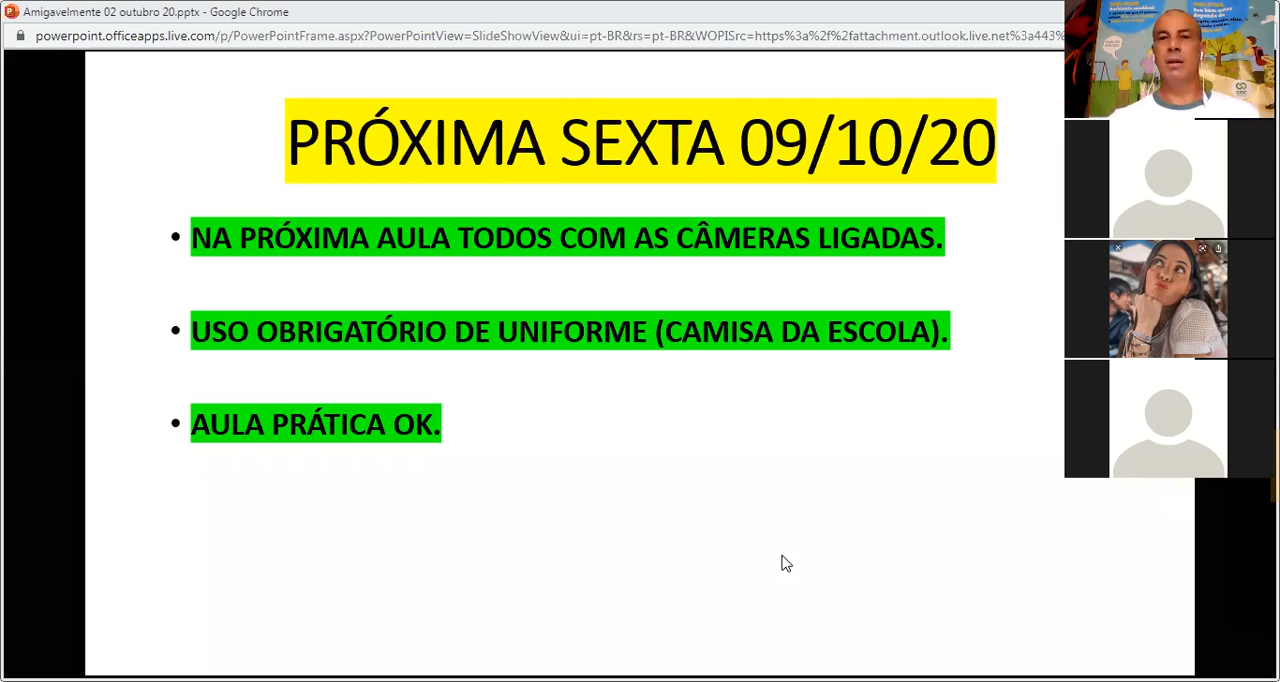 Amigavelmente 02 outubro 20.pptx - Google Chrome
powerpoint.officeapps.live.com/p/PowerPointFrame.aspx?PowerPointView=SlideShowView&ui=pt-BR&rs=pt-BR&WOPISrc=https%3a%2f%2fattachment.outlook.live.net%3a443%
PRÓXIMA SEXTA 09/10/20
• NA PRÓXIMA AULA TODOS COM AS CÂMERAS LIGADAS.
• USO OBRIGATÓRIO DE UNIFORME (CAMISA DA ESCOLA).
• AULA PRÁTICA OK.